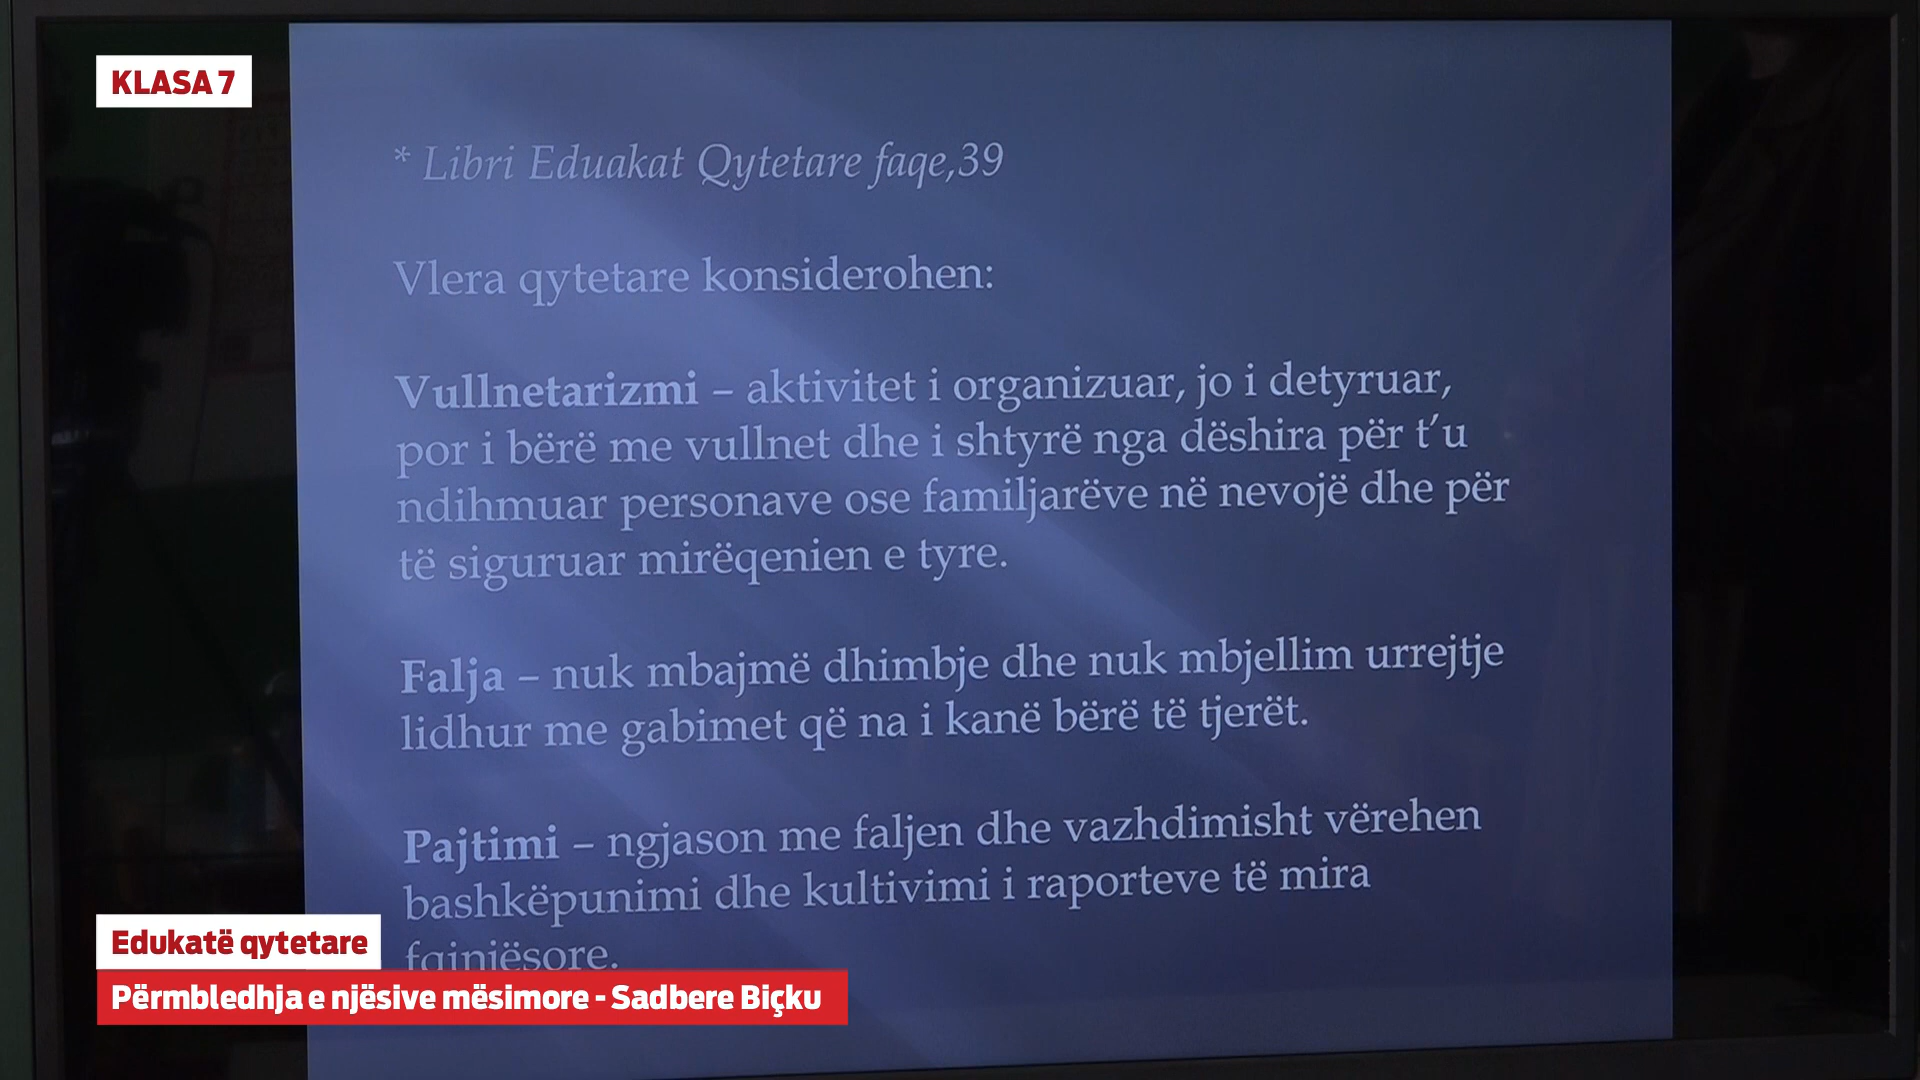 KLASA 7
* Libri Eduakat Qytetare faqe,39
Vlera qytetare konsiderohen:
Vullnetarizmi – aktivitet i organizuar, jo i detyruar,
por i bërë me vullnet dhe i shtyrë nga dëshira për t’u
ndihmuar personave ose familjarëve në nevojë dhe për
të siguruar mirëqenien e tyre.
Falja – nuk mbajmë dhimbje dhe nuk mbjellim urrejtje
lidhur me gabimet që na i kanë bërë të tjerët.
Pajtimi – ngjason me faljen dhe vazhdimisht vërehen
bashkëpunimi dhe kultivimi i raporteve të mira
fqinjësore.
Edukatë qytetare
Përmbledhja e njësive mësimore - Sadbere Biçku